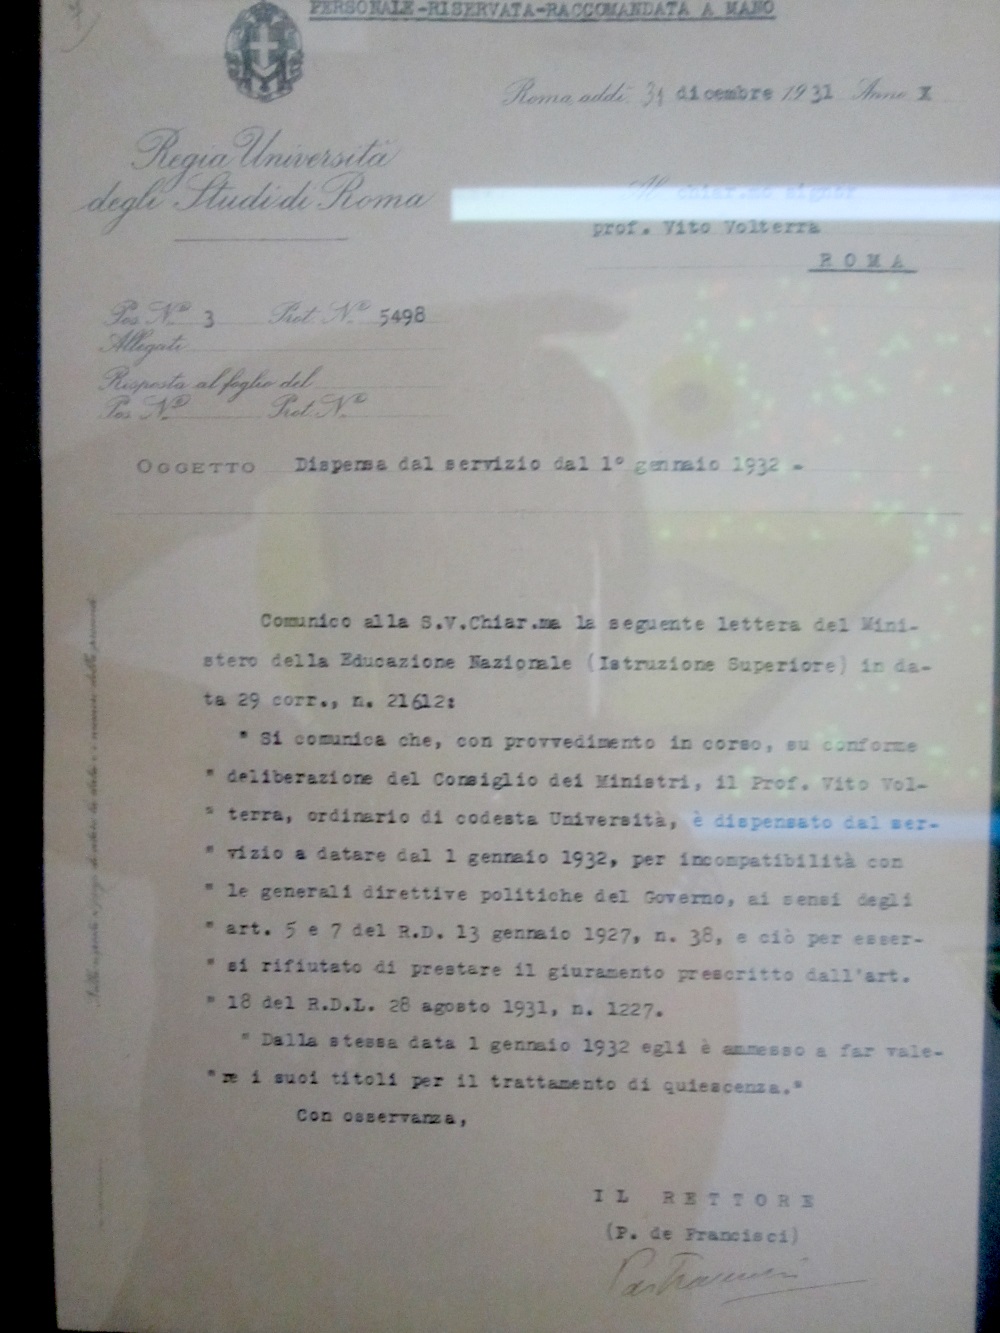 PERSONALE-RISERVATA-RACCOMANDATA A MANO
Roma, addì 31 dicembre 1931 Anno X
Regia Università
degli Studi di Roma
Al chiar.mo signor
prof. Vito Volterra
ROMA
Pos. Nº 3 Prot. Nº 5498
Allegati
Risposta al foglio del
Pos. Nº Prot. Nº
OGGETTO Dispensa dal servizio dal 1° gennaio 1932 -
Comunico alla S.V.Chiar.ma la seguente lettera del Mini-
stero della Educazione Nazionale (Istruzione Superiore) in da-
ta 29 corr., n. 21612:
" Si comunica che, con provvedimento in corso, su conforme
" deliberazione del Consiglio dei Ministri, il Prof. Vito Vol-
" terra, ordinario di codesta Università, è dispensato dal ser-
" vizio a datare dal 1 gennaio 1932, per incompatibilità con
" le generali direttive politiche del Governo, ai sensi degli
" art. 5 e 7 del R.D. 13 gennaio 1927, n. 38, e ciò per esser-
" si rifiutato di prestare il giuramento prescritto dall'art.
" 18 del R.D.L. 28 agosto 1931, n. 1227.
" Dalla stessa data 1 gennaio 1932 egli è ammesso a far vale-
" re i suoi titoli per il trattamento di quiescenza."
Con osservanza,
IL RETTORE
(P. de Francisci)